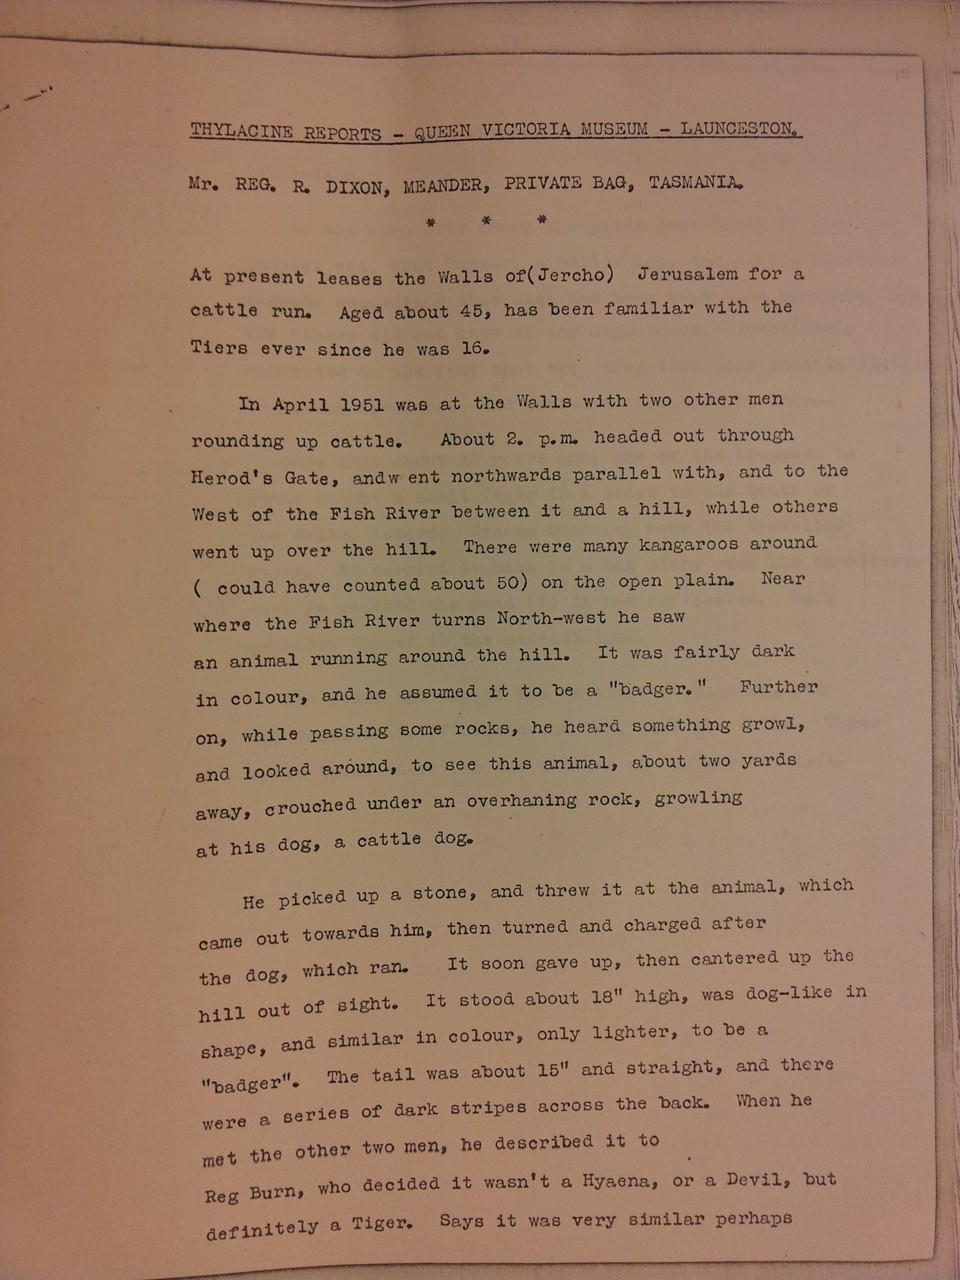 THYLACINE REPORTS - QUEEN VICTORIA MUSEUM - LAUNCESTON.
Mr. REG. R. DIXON, MEANDER, PRIVATE BAG, TASMANIA.
* * *
At present leases the Walls of(Jercho) Jerusalem for a
cattle run. Aged about 45, has been familiar with the
Tiers ever since he was 16.
In April 1951 was at the Walls with two other men
rounding up cattle. About 2. p.m. headed out through
Herod's Gate, andw ent northwards parallel with, and to the
West of the Fish River between it and a hill, while others
went up over the hill. There were many kangaroos around
( could have counted about 50) on the open plain. Near
where the Fish River turns North-west he saw
an animal running around the hill. It was fairly dark
in colour, and he assumed it to be a "badger." Further
on, while passing some rocks, he heard something growl,
and looked around, to see this animal, about two yards
away, crouched under an overhaning rock, growling
at his dog, a cattle dog.
He picked up a stone, and threw it at the animal, which
came out towards him, then turned and charged after
the dog, which ran. It soon gave up, then cantered up the
hill out of sight. It stood about 18" high, was dog-like in
shape, and similar in colour, only lighter, to be a
"badger". The tail was about 15" and straight, and there
were a series of dark stripes across the back. When he
met the other two men, he described it to
Reg Burn, who decided it wasn't a Hyaena, or a Devil, but
definitely a Tiger. Says it was very similar perhaps